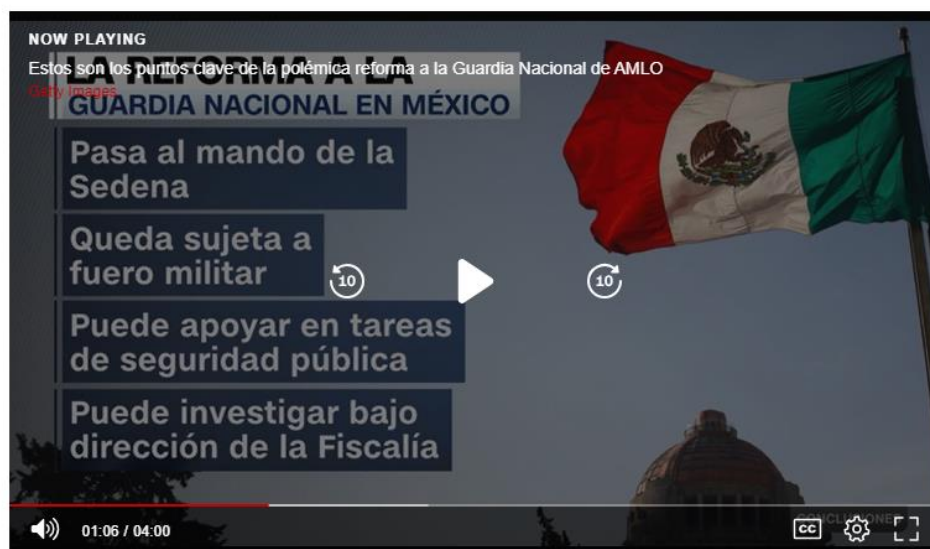 NOW PLAYING
LA REFORMA A LA
Estos son los puntos clave de la polémica reforma a la Guardia Nacional de AMLO
Getty Images
GUARDIA NACIONAL EN MÉXICO
Pasa al mando de la
Sedena
Queda sujeta a
fuero militar
10
10
Puede apoyar en tareas
de seguridad pública
Puede investigar bajo
dirección de la Fiscalía
CONCLUSIONES
01:06 / 04:00
CC